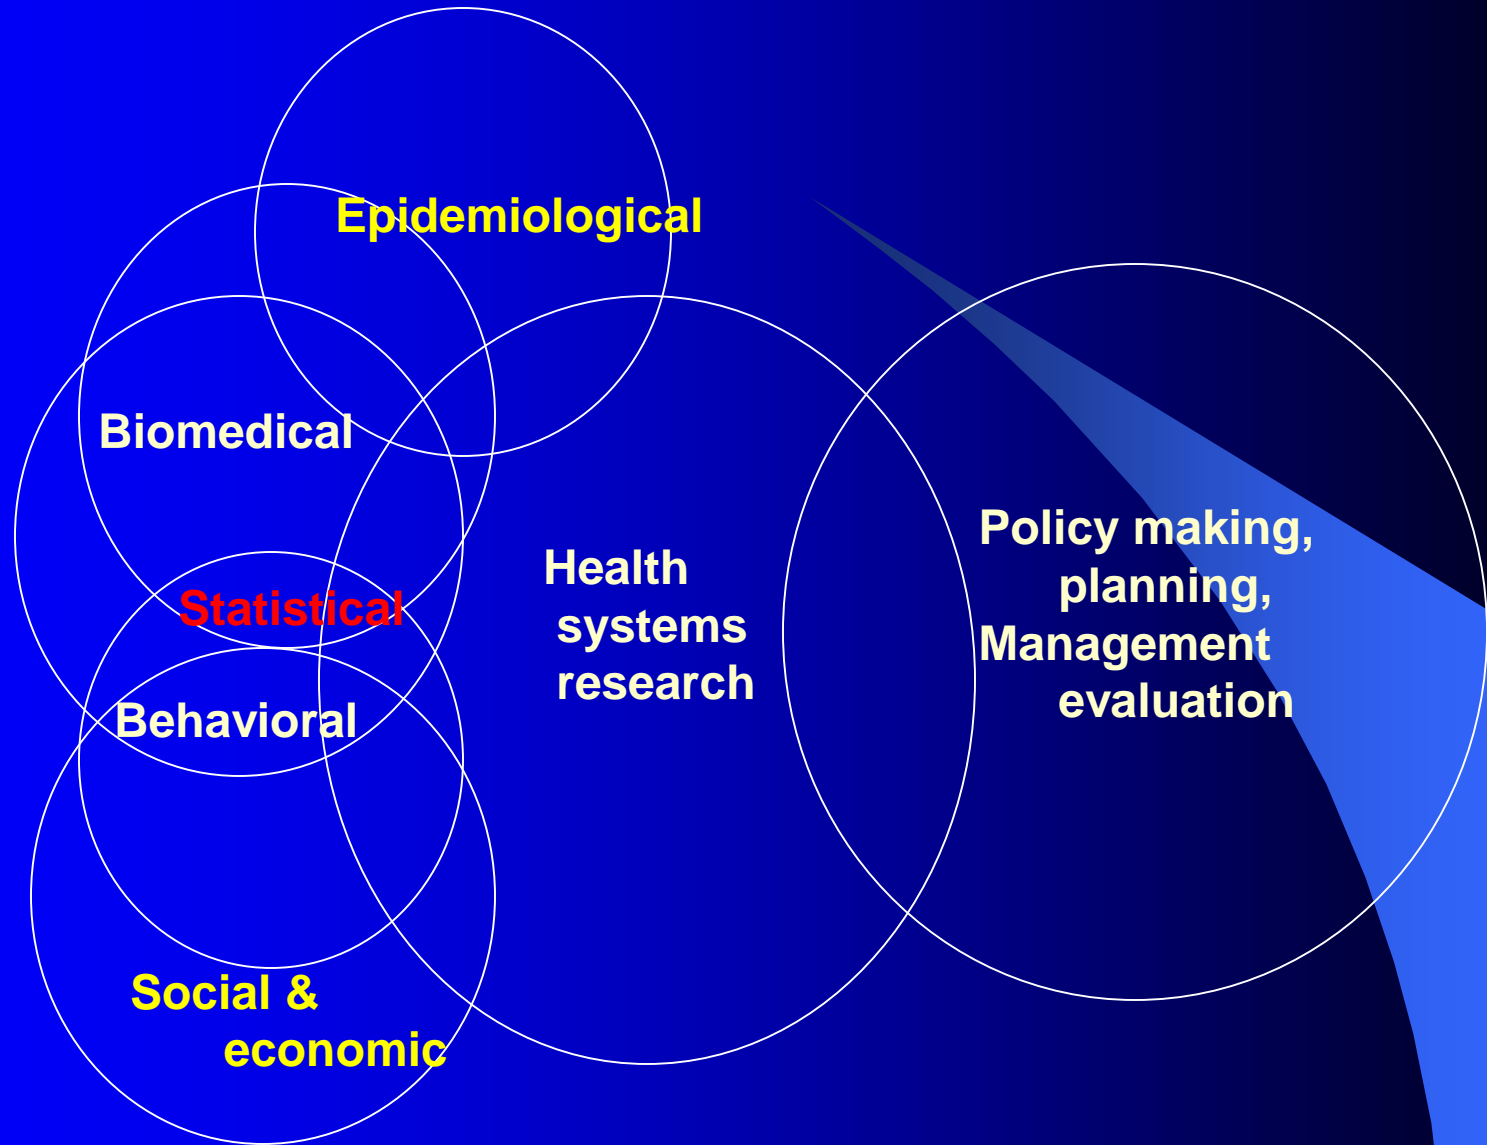 Epidemiological
Biomedical
Statistical
Behavioral
Social &
economic
Health
systems
research
Policy making,
planning,
Management
evaluation